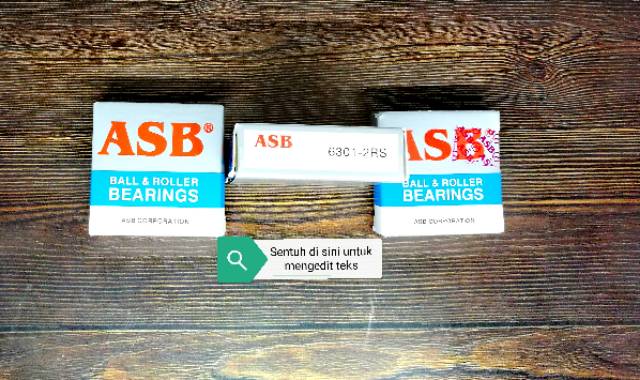 ASB®
BALL & ROLLER
BEARINGS
ASB CORPORATION
ASB
6301-2RS
ASB
BALL & ROLLER
BEARINGS
ASB CORPORATION
Sentuh di sini untuk
mengedit teks